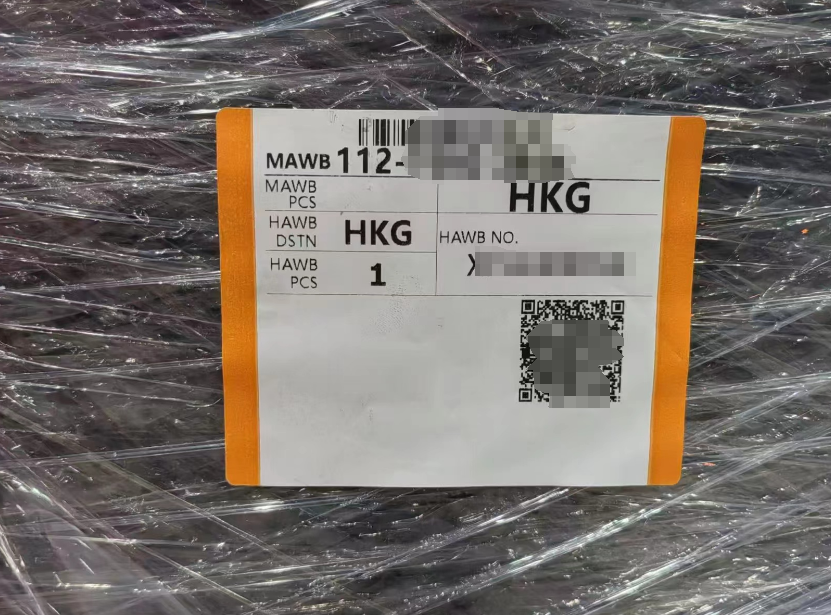 MAWB 112-
MAWB PCS
HKG
HAWB DSTN HKG
HAWB NO.
HAWB PCS 1